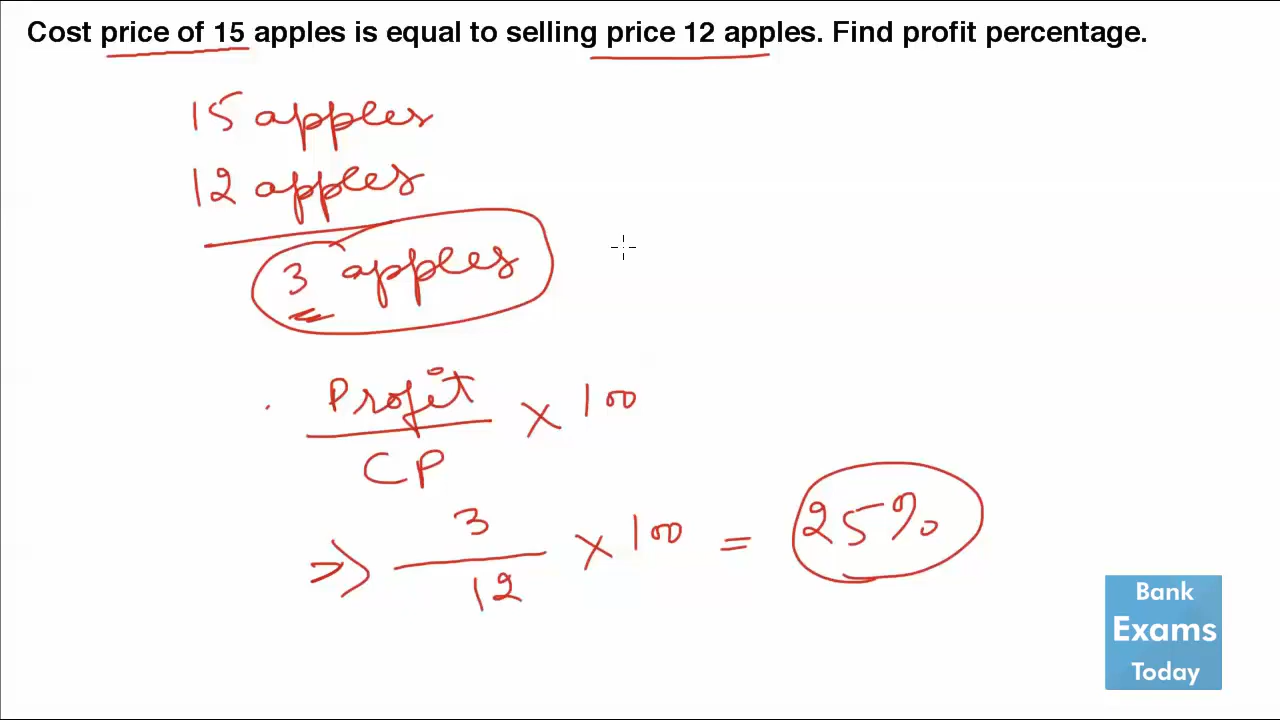 Cost price of 15 apples is equal to selling price 12 apples. Find profit percentage.
15 apples
12 apples
3 apples
Profit × 100
CP
⇒ 3 × 100 = 25%
12
Bank
Exams
Today